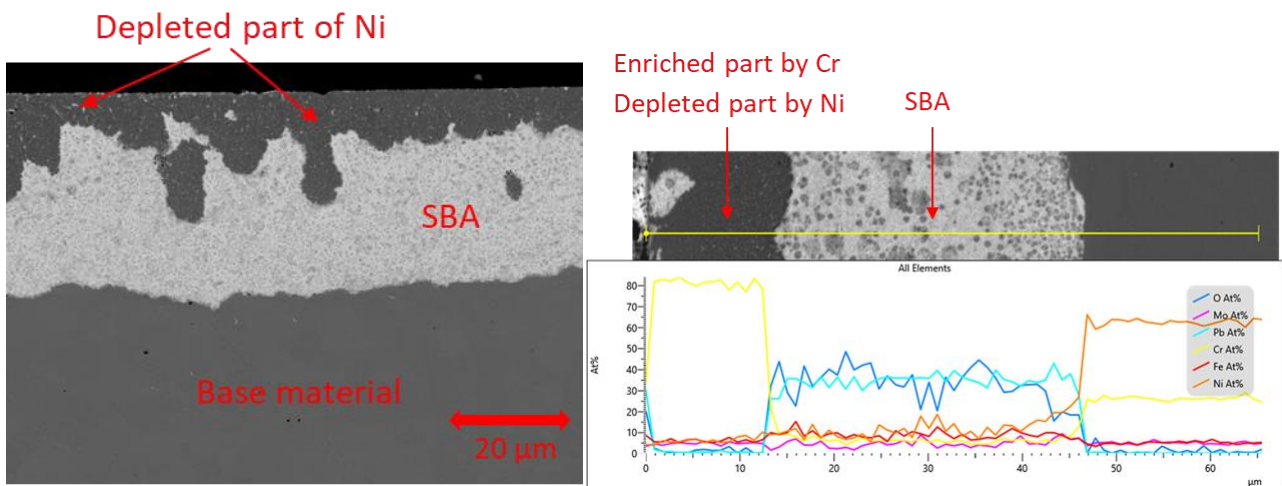 Depleted part of Ni
SBA
Base material
20 µm
Enriched part by Cr
Depleted part by Ni
SBA
All Elements
At%
80
70
60
50
40
30
20
10
0
O At%
Mo At%
Pb At%
Cr At%
Fe At%
Ni At%
0
10
20
30
40
50
60
µm